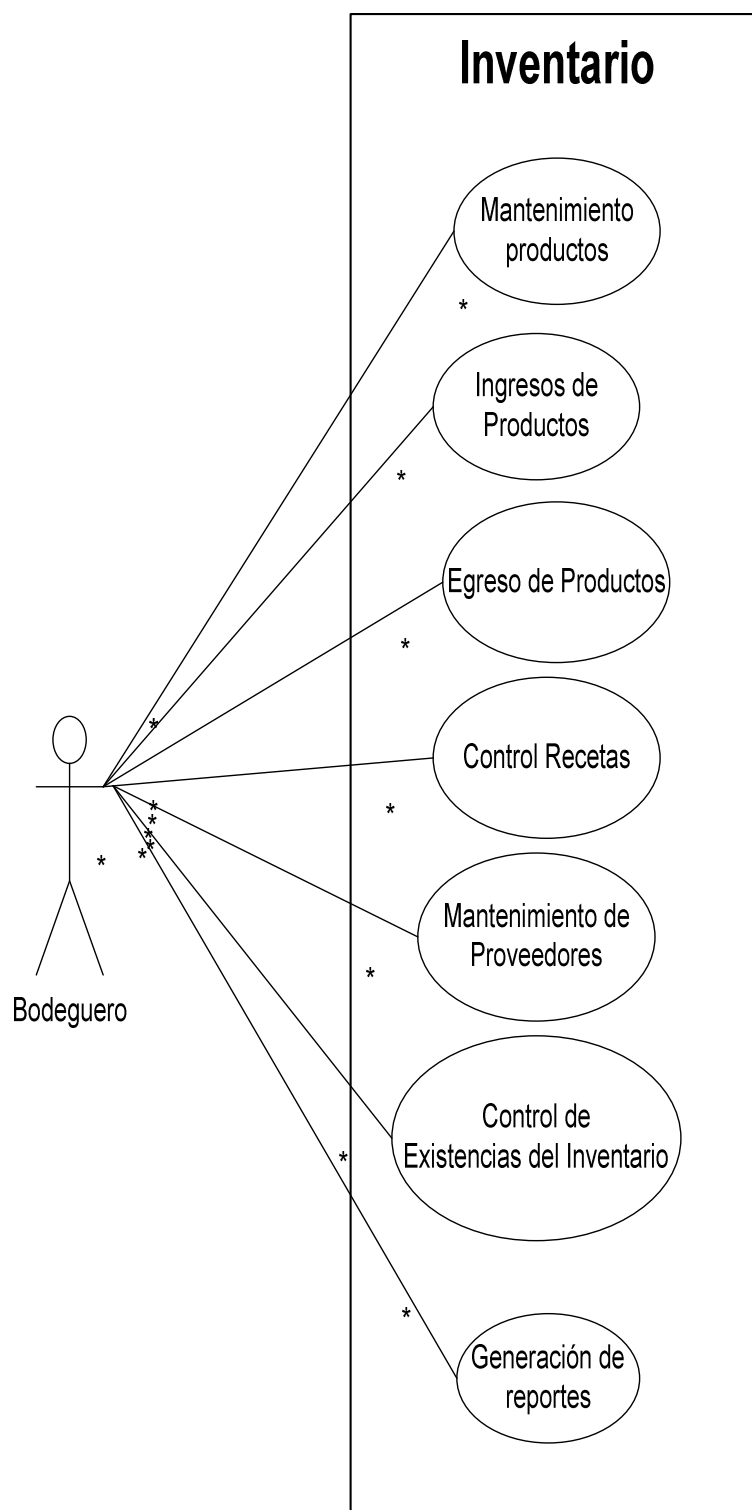 Inventario
Mantenimiento
productos
*
Ingresos de
Productos
*
Egreso de Productos
*
*
Control Recetas
*
*
*
*
*
*
*
Mantenimiento de
Proveedores
*
Bodeguero
Control de
Existencias del Inventario
*
*
Generación de
reportes